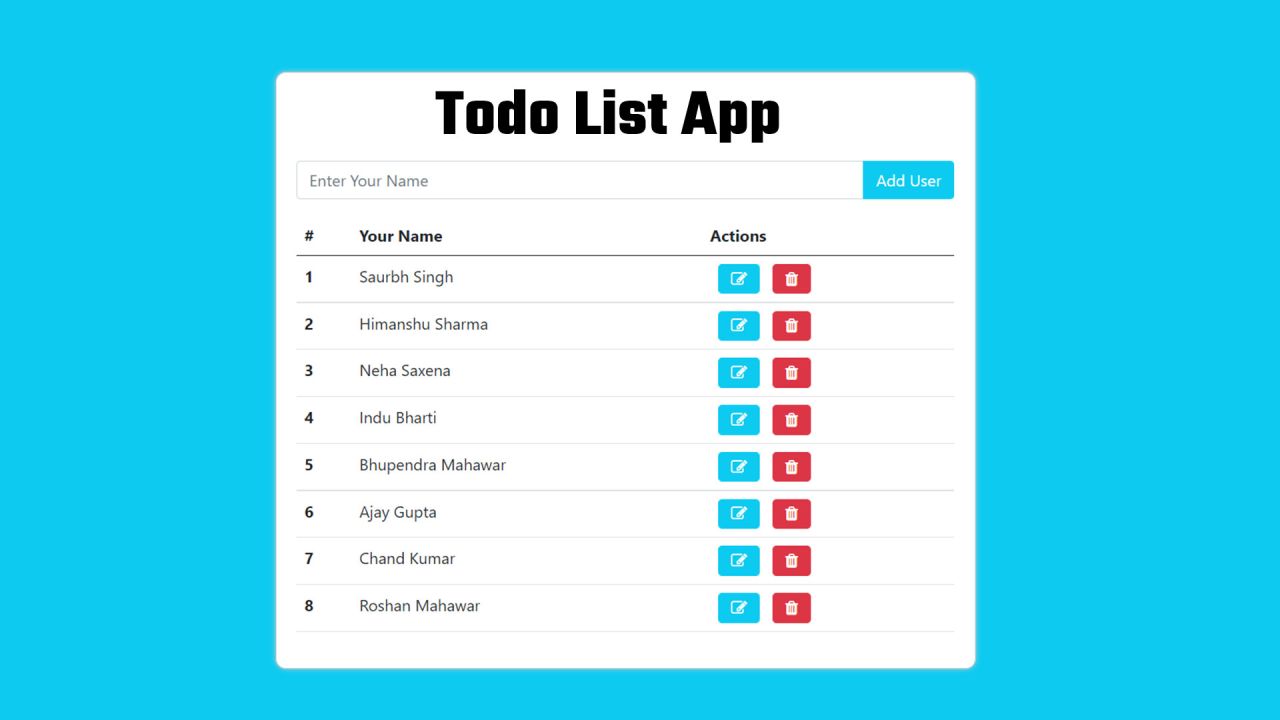 Todo List App
Enter Your Name Add User
# Your Name Actions
1 Saurbh Singh
2 Himanshu Sharma
3 Neha Saxena
4 Indu Bharti
5 Bhupendra Mahawar
6 Ajay Gupta
7 Chand Kumar
8 Roshan Mahawar